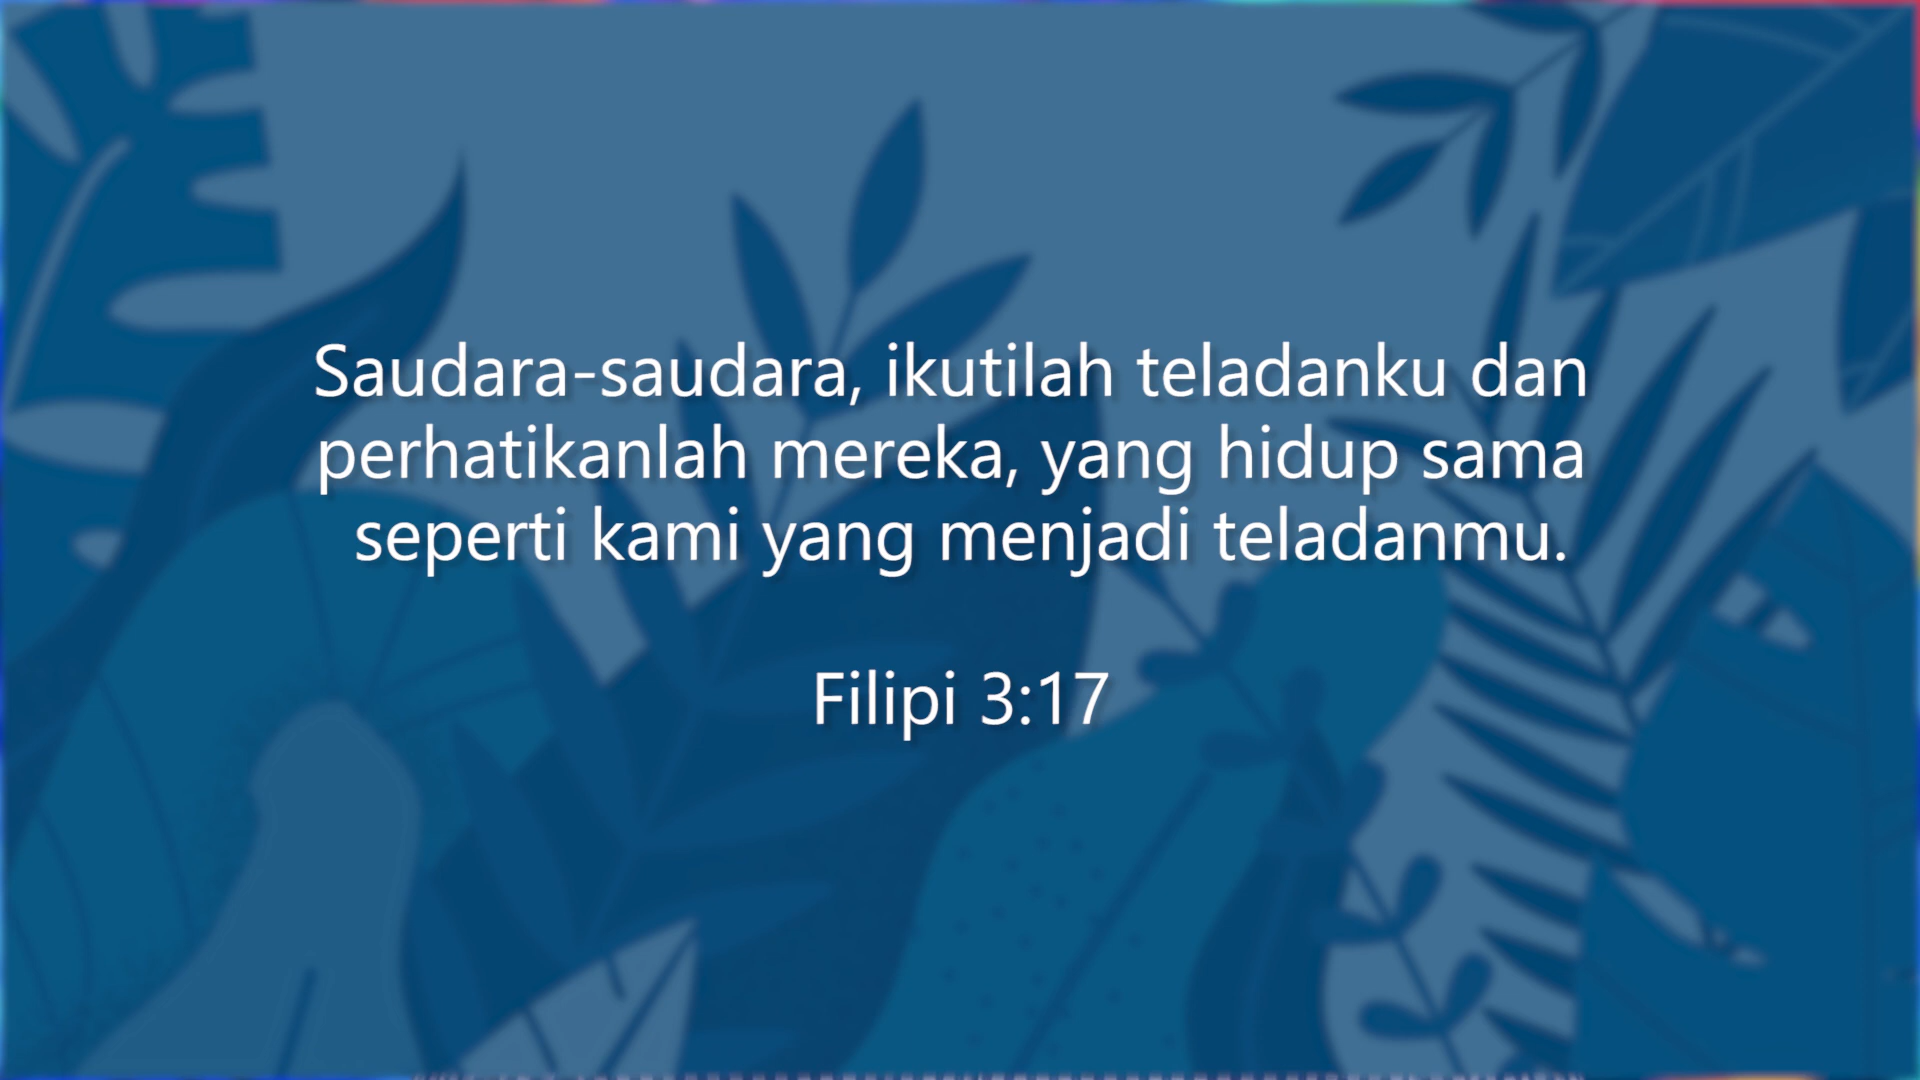 Saudara-saudara, ikutilah teladanku dan
perhatikanlah mereka, yang hidup sama
seperti kami yang menjadi teladanmu.
Filipi 3:17